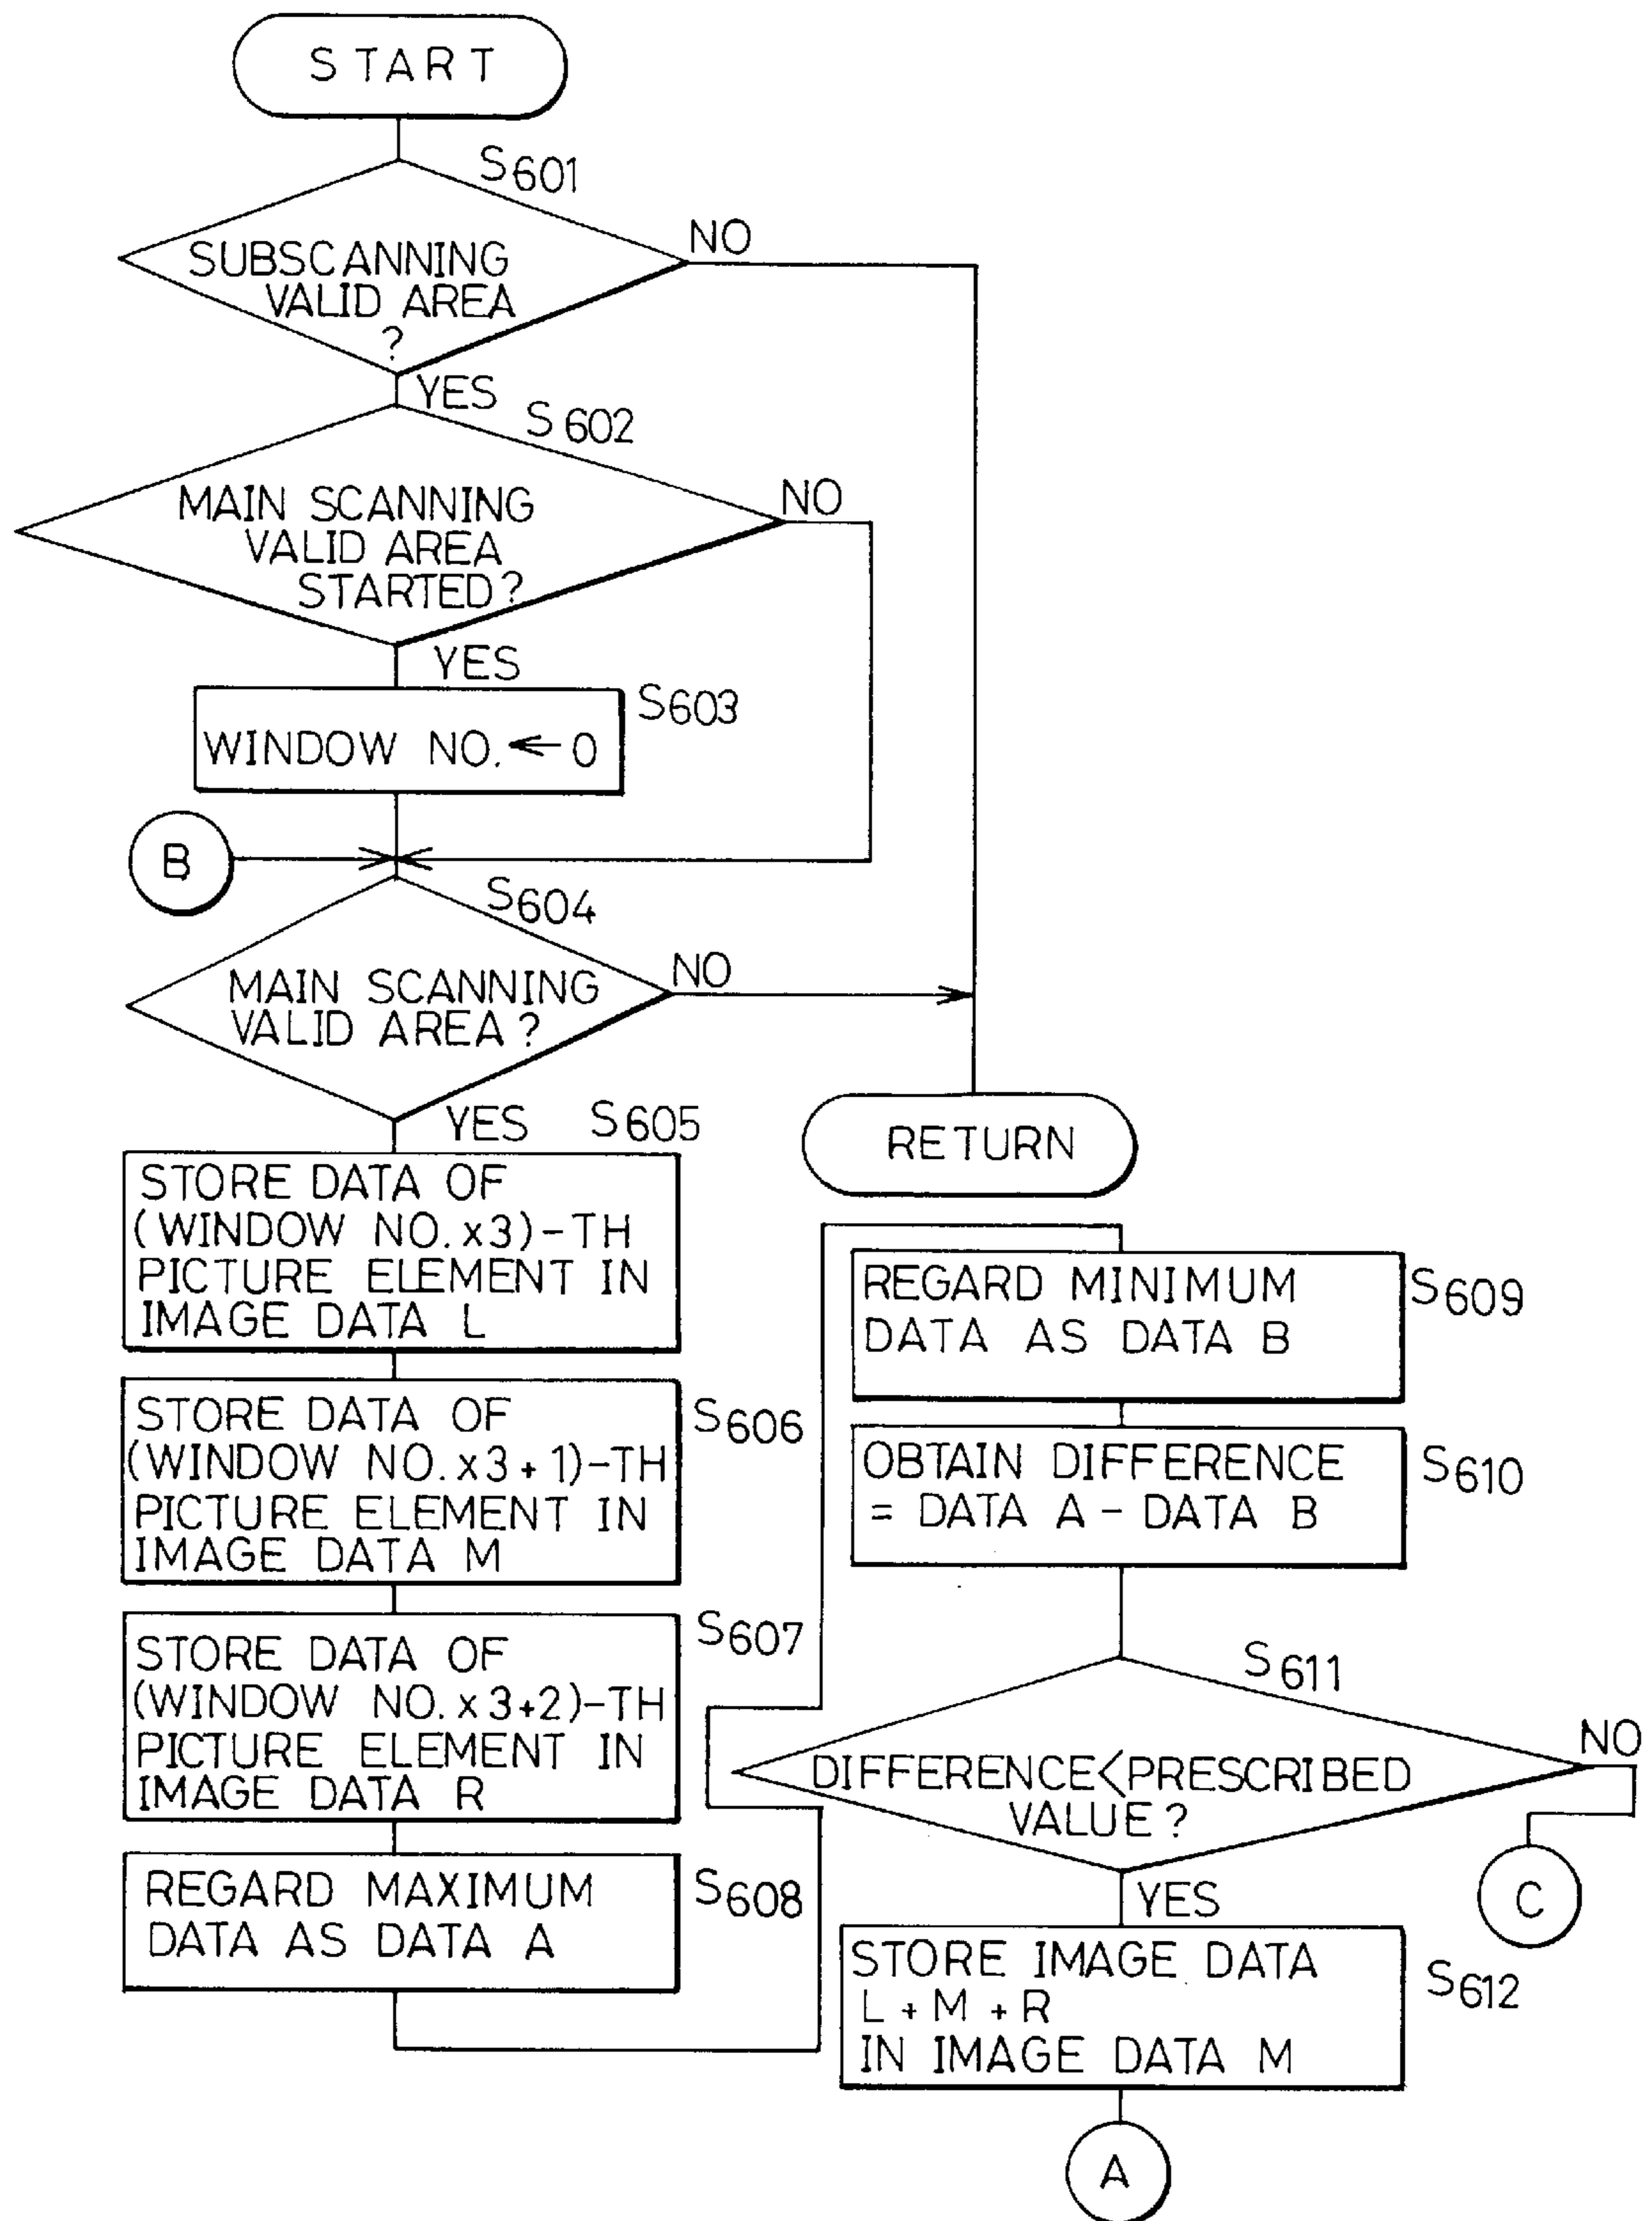 START
S601
SUBSCANNING
VALID AREA
?
NO
YES
S602
MAIN SCANNING
VALID AREA
STARTED?
NO
YES
S603
WINDOW NO. ← 0
B
S604
MAIN SCANNING
VALID AREA?
NO
YES
RETURN
S605
STORE DATA OF
(WINDOW NO. x3)-TH
PICTURE ELEMENT IN
IMAGE DATA L
S606
STORE DATA OF
(WINDOW NO. x3+1)-TH
PICTURE ELEMENT IN
IMAGE DATA M
S607
STORE DATA OF
(WINDOW NO. x3+2)-TH
PICTURE ELEMENT IN
IMAGE DATA R
S608
REGARD MAXIMUM
DATA AS DATA A
S609
REGARD MINIMUM
DATA AS DATA B
S610
OBTAIN DIFFERENCE
= DATA A - DATA B
S611
DIFFERENCE<PRESCRIBED
VALUE?
NO
C
YES
S612
STORE IMAGE DATA
L + M + R
IN IMAGE DATA M
A